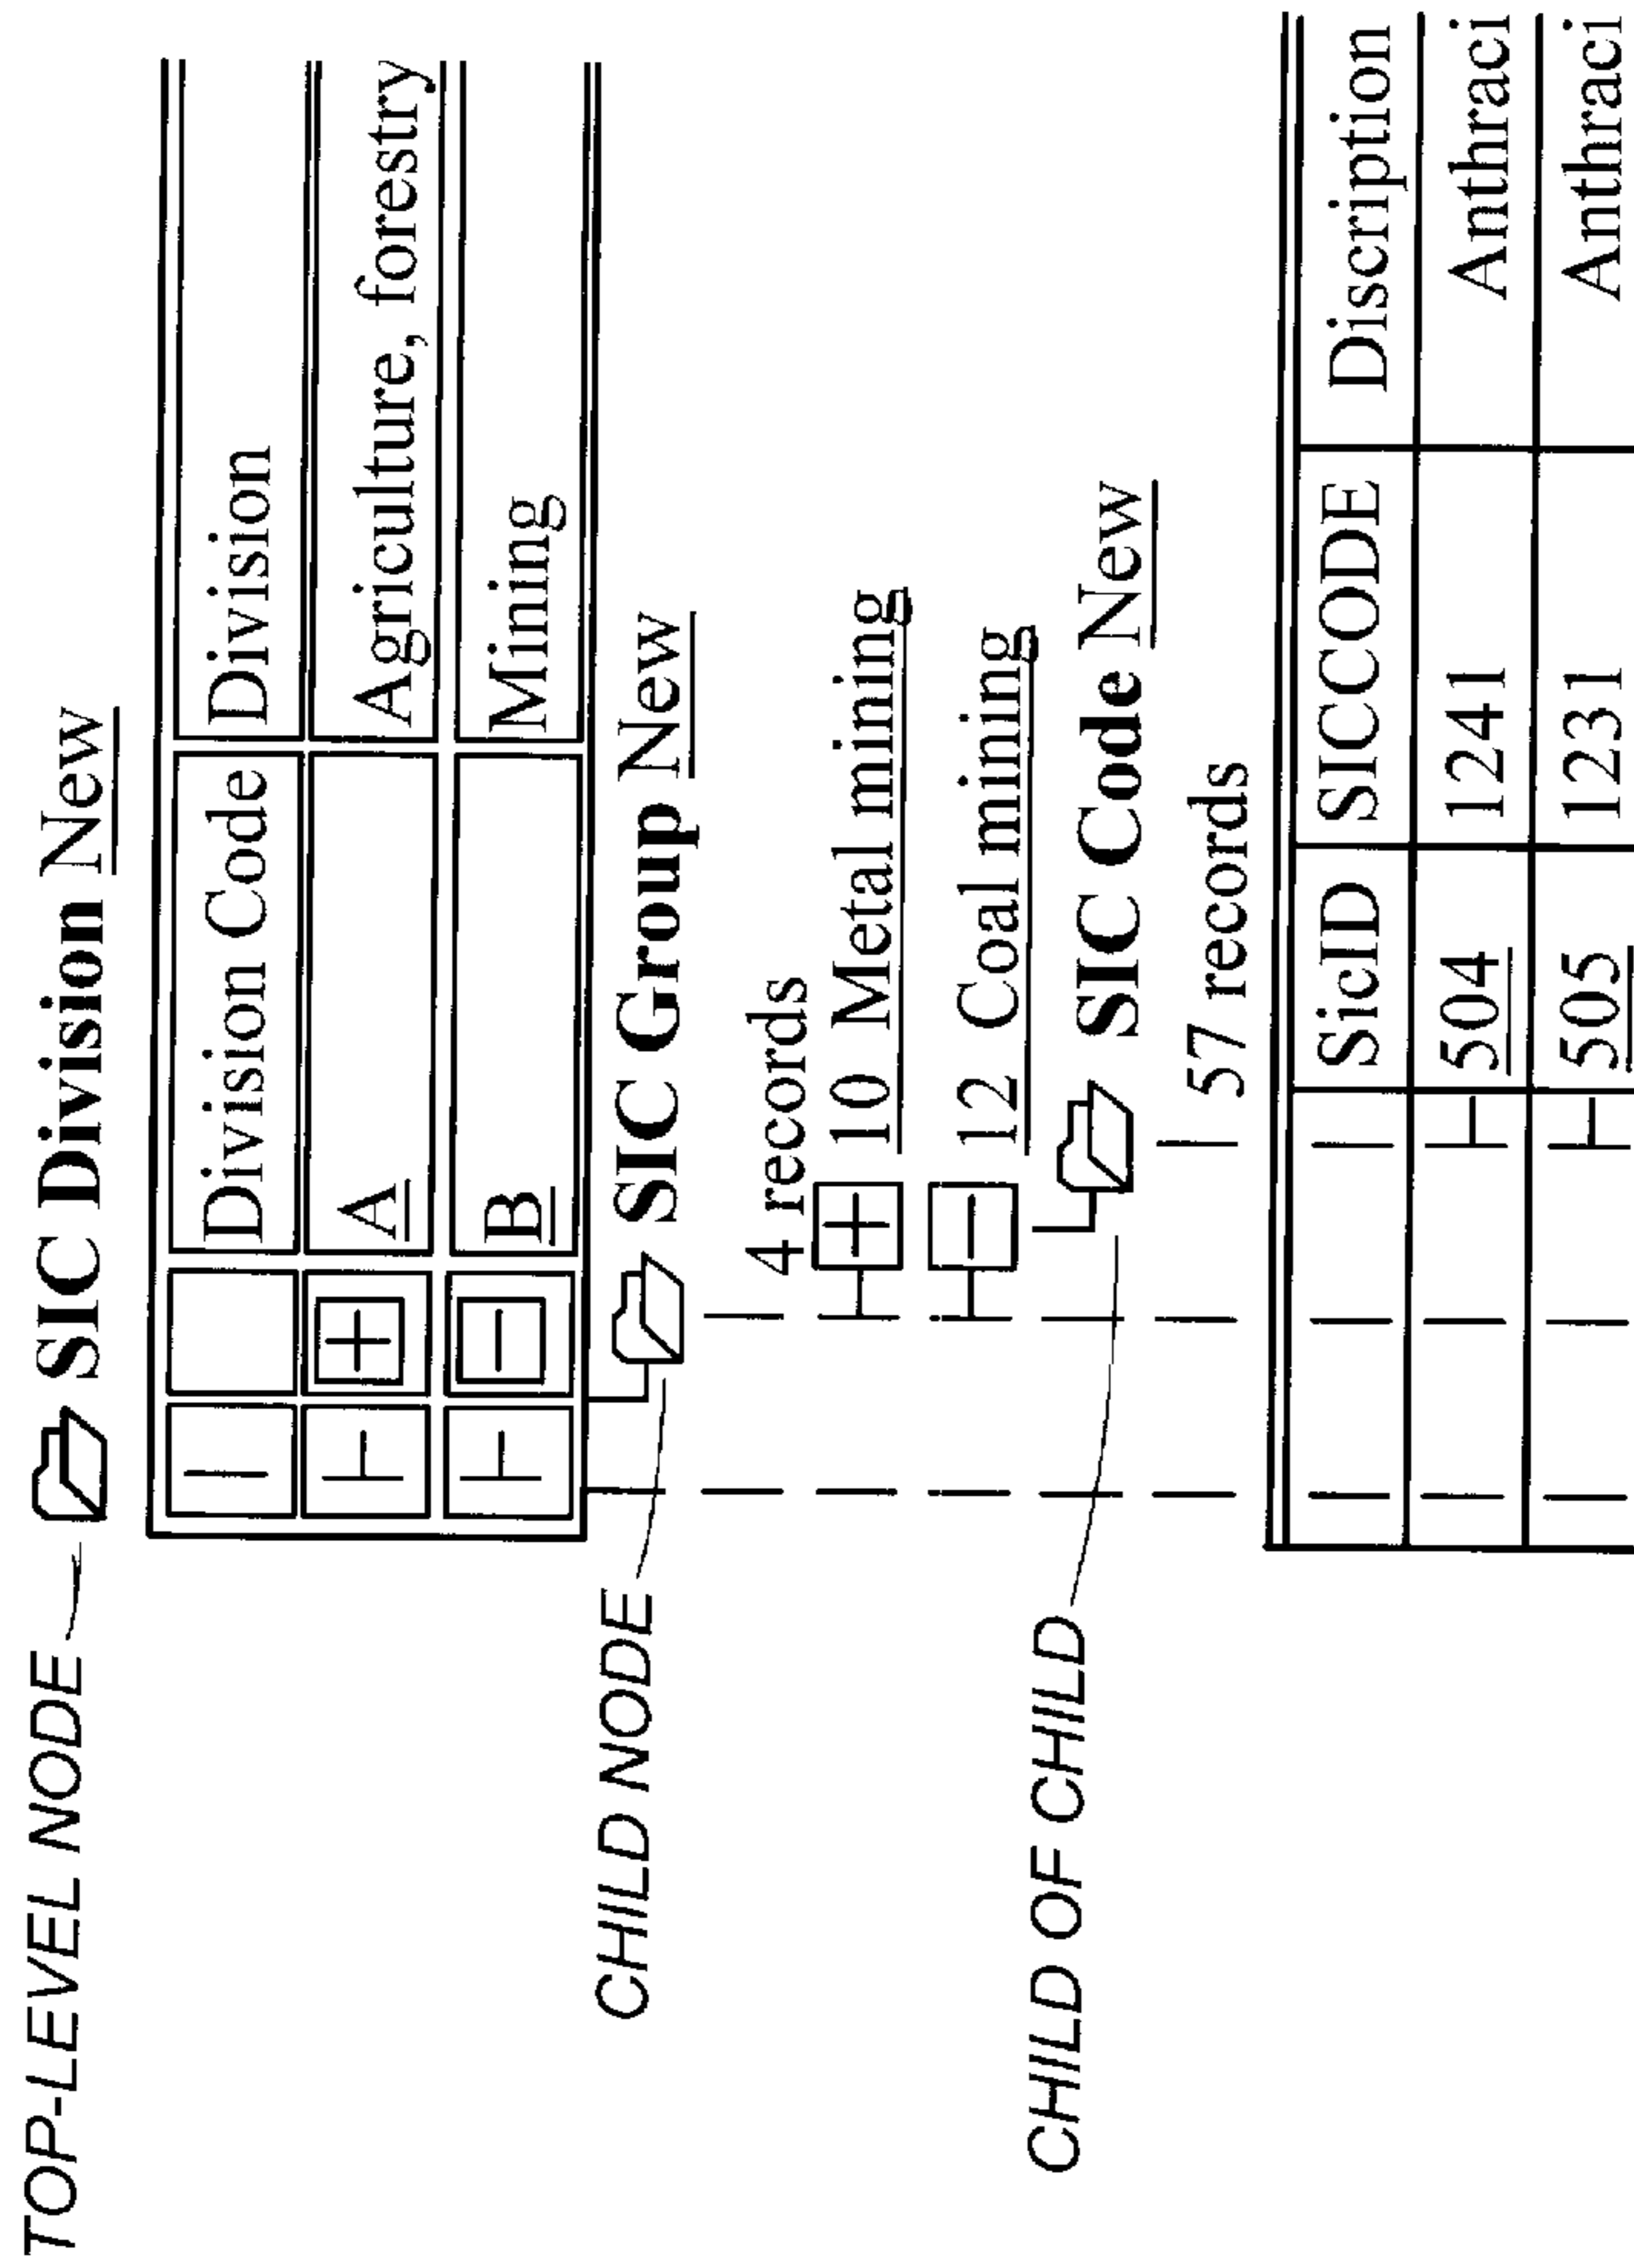 TOP-LEVEL NODE SIC Division New
Division Code Division
A Agriculture, forestry
B Mining
CHILD NODE SIC Group New
4 records
10 Metal mining
12 Coal mining
CHILD OF CHILD SIC Code New
57 records
SicID SICCODE Discription
504 1241 Anthraci
505 1231 Anthraci